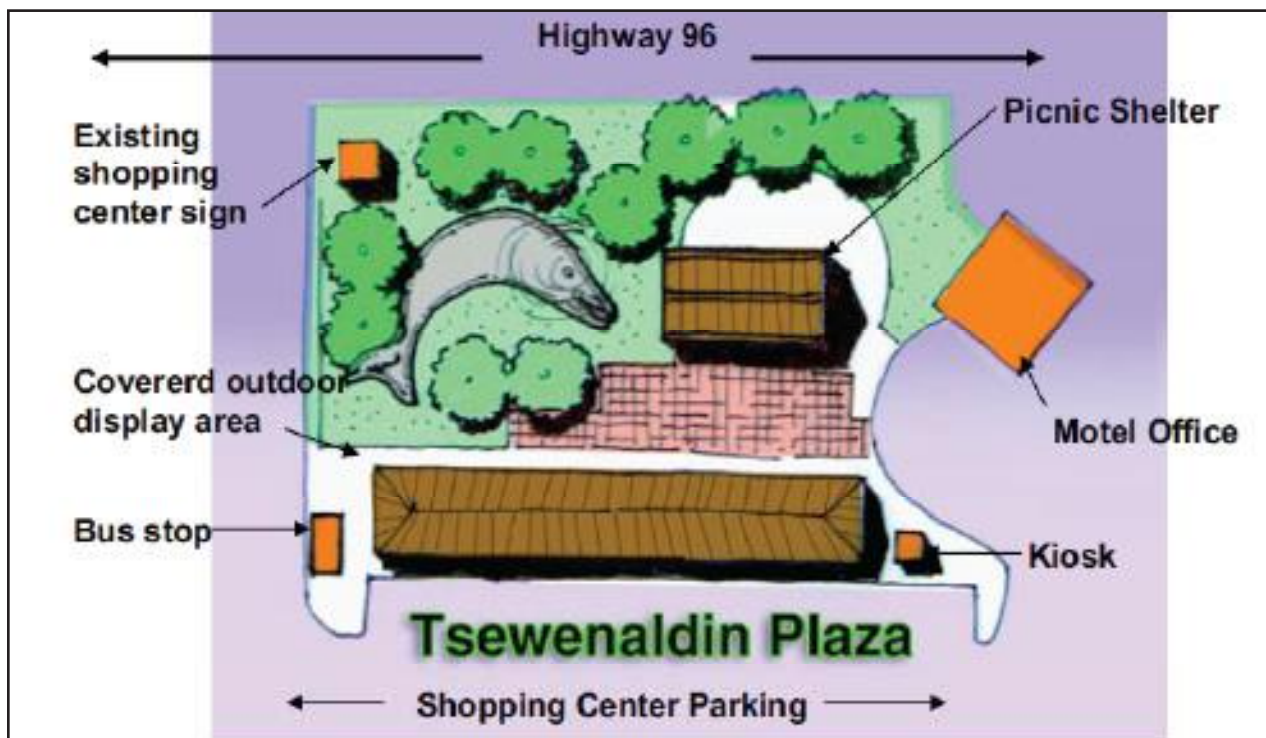 Highway 96
Picnic Shelter
Existing
shopping
center sign
Covererd outdoor
display area
Motel Office
Bus stop
Kiosk
Tsewenaldin Plaza
Shopping Center Parking